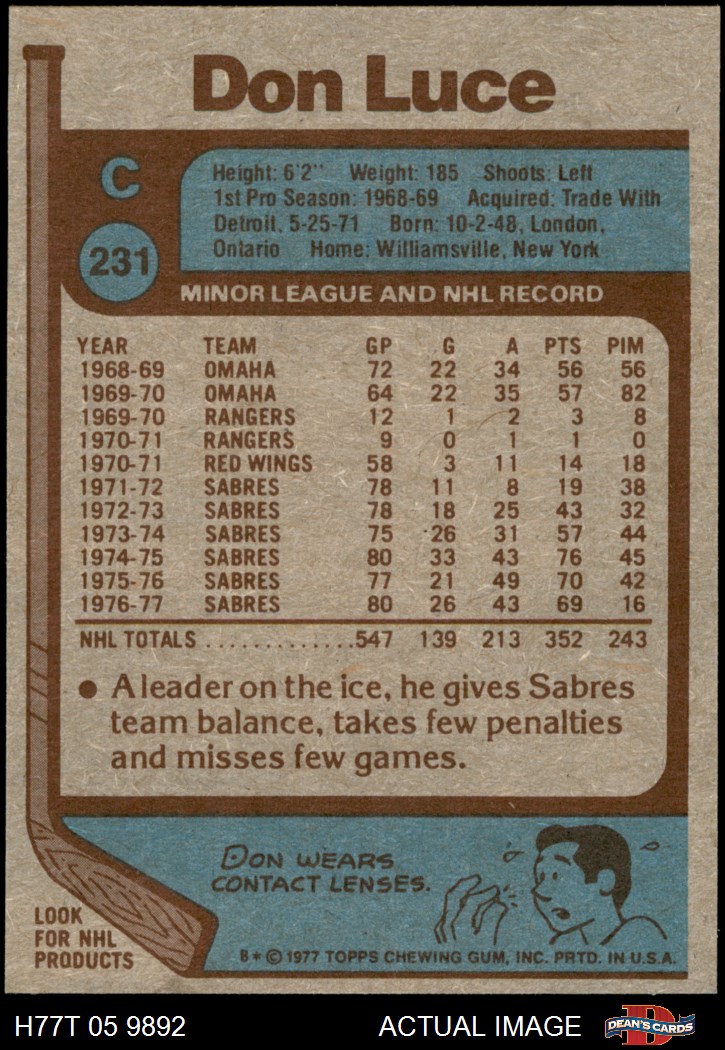 Don Luce
C
231
Height: 6'2" Weight: 185 Shoots: Left
1st Pro Season: 1968-69 Acquired: Trade With
Detroit, 5-25-71 Born: 10-2-48, London,
Ontario Home: Williamsville, New York
MINOR LEAGUE AND NHL RECORD
YEAR TEAM GP G A PTS PIM
1968-69 OMAHA 72 22 34 56 56
1969-70 OMAHA 64 22 35 57 82
1969-70 RANGERS 12 1 2 3 8
1970-71 RANGERS 9 0 1 1 0
1970-71 RED WINGS 58 3 11 14 18
1971-72 SABRES 78 11 8 19 38
1972-73 SABRES 78 18 25 43 32
1973-74 SABRES 75 26 31 57 44
1974-75 SABRES 80 33 43 76 45
1975-76 SABRES 77 21 49 70 42
1976-77 SABRES 80 26 43 69 16
NHL TOTALS .............547 139 213 352 243
● A leader on the ice, he gives Sabres
team balance, takes few penalties
and misses few games.
DON WEARS
CONTACT LENSES.
LOOK
FOR NHL
PRODUCTS
B* © 1977 TOPPS CHEWING GUM, INC. PRTD. IN U.S.A.
H77T 05 9892 ACTUAL IMAGE
D
DEAN'S CARDS